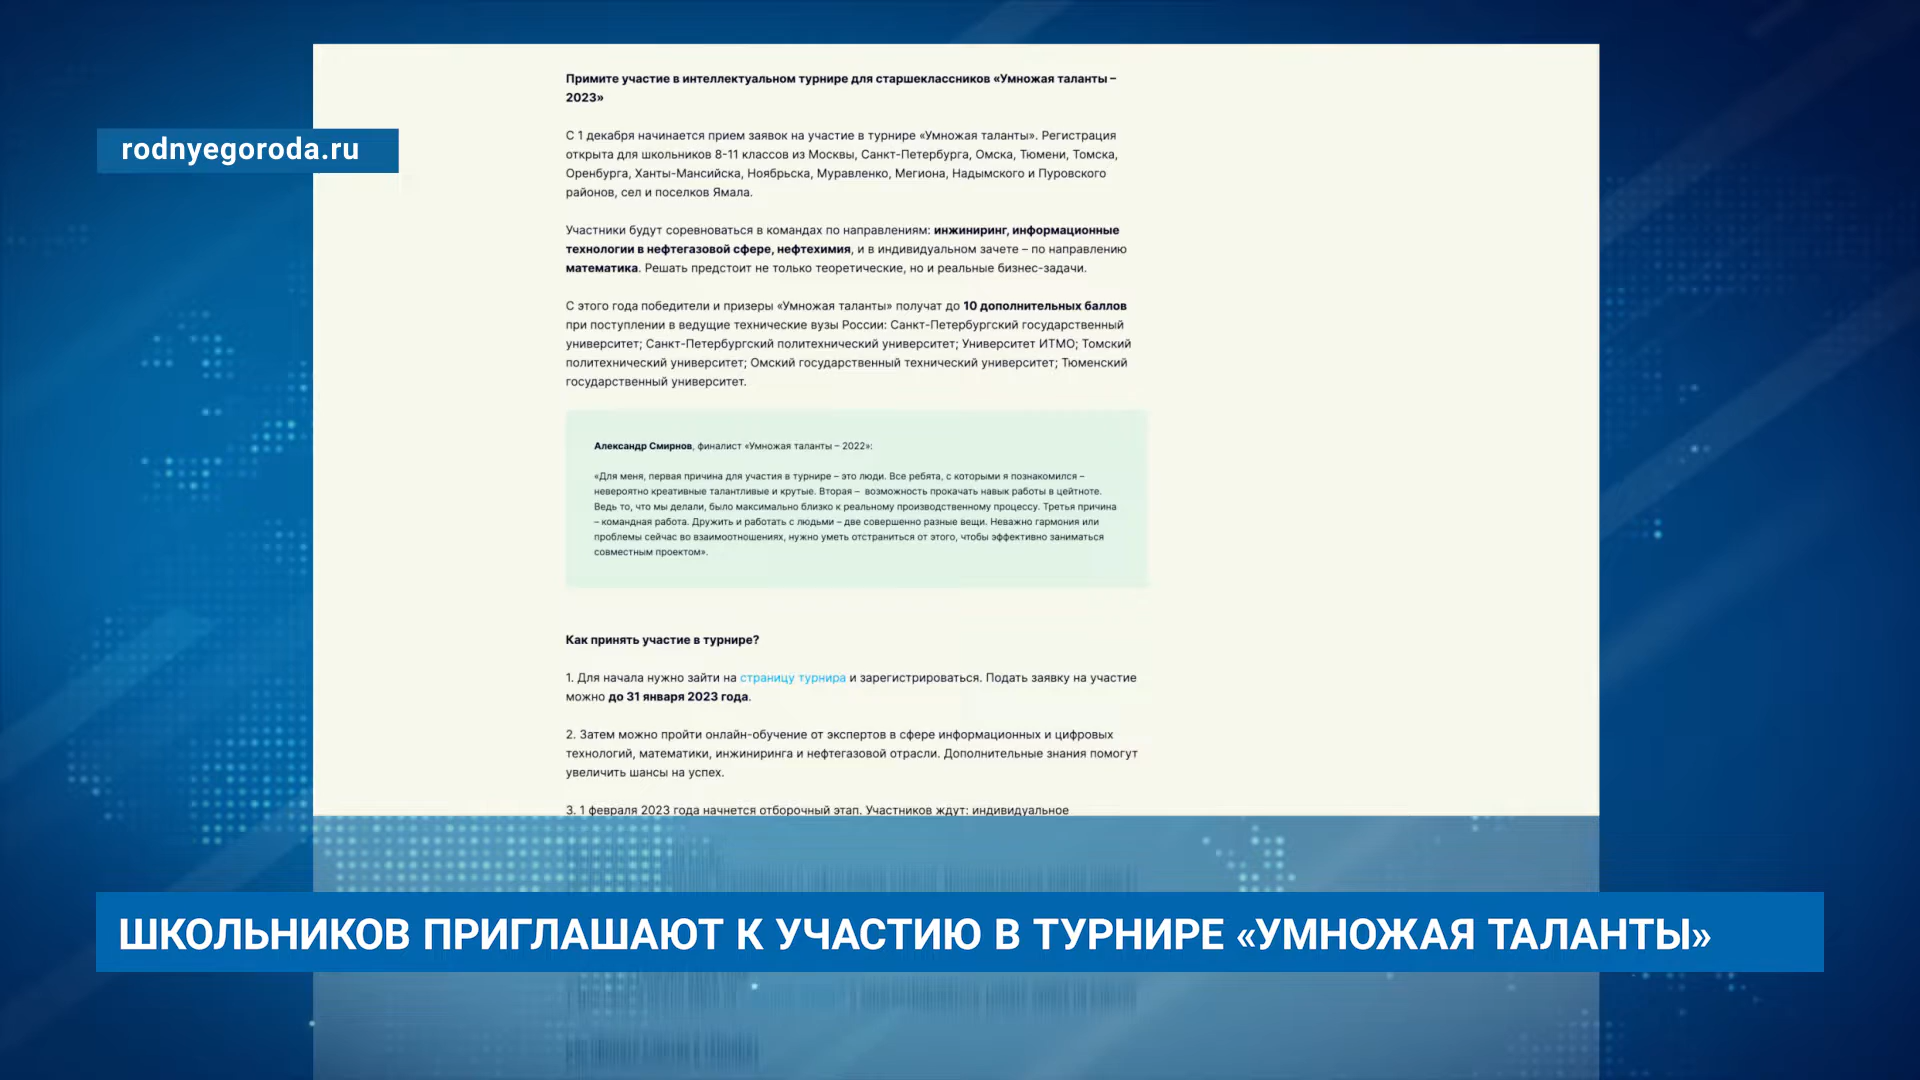 Примите участие в интеллектуальном турнире для старшеклассников «Умножая таланты –
2023»
rodnyegoroda.ru
С 1 декабря начинается прием заявок на участие в турнире «Умножая таланты». Регистрация
открыта для школьников 8-11 классов из Москвы, Санкт-Петербурга, Омска, Тюмени, Томска,
Оренбурга, Ханты-Мансийска, Ноябрьска, Муравленко, Мегиона, Надымского и Пуровского
районов, сел и поселков Ямала.
Участники будут соревноваться в командах по направлениям: инжиниринг, информационные
технологии в нефтегазовой сфере, нефтехимия, и в индивидуальном зачете – по направлению
математика. Решать предстоит не только теоретические, но и реальные бизнес-задачи.
С этого года победители и призеры «Умножая таланты» получат до 10 дополнительных баллов
при поступлении в ведущие технические вузы России: Санкт-Петербургский государственный
университет; Санкт-Петербургский политехнический университет; Университет ИТМО; Томский
политехнический университет; Омский государственный технический университет; Тюменский
государственный университет.
Александр Смирнов, финалист «Умножая таланты – 2022»:
«Для меня, первая причина для участия в турнире – это люди. Все ребята, с которыми я познакомился –
невероятно креативные талантливые и крутые. Вторая – возможность прокачать навык работы в цейтноте.
Ведь то, что мы делали, было максимально близко к реальному производственному процессу. Третья причина
– командная работа. Дружить и работать с людьми – две совершенно разные вещи. Неважно гармония или
проблемы сейчас во взаимоотношениях, нужно уметь отстраниться от этого, чтобы эффективно заниматься
совместным проектом».
Как принять участие в турнире?
1. Для начала нужно зайти на страницу турнира и зарегистрироваться. Подать заявку на участие
можно до 31 января 2023 года.
2. Затем можно пройти онлайн-обучение от экспертов в сфере информационных и цифровых
технологий, математики, инжиниринга и нефтегазовой отрасли. Дополнительные знания помогут
увеличить шансы на успех.
3. 1 февраля 2023 года начнется отборочный этап. Участников ждут: индивидуальное
ШКОЛЬНИКОВ ПРИГЛАШАЮТ К УЧАСТИЮ В ТУРНИРЕ «УМНОЖАЯ ТАЛАНТЫ»